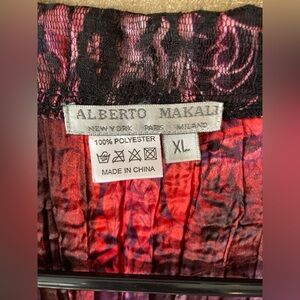 ALBERTO MAKALI
NEW YORK PARIS MILANO
100% POLYESTER
XL
MADE IN CHINA